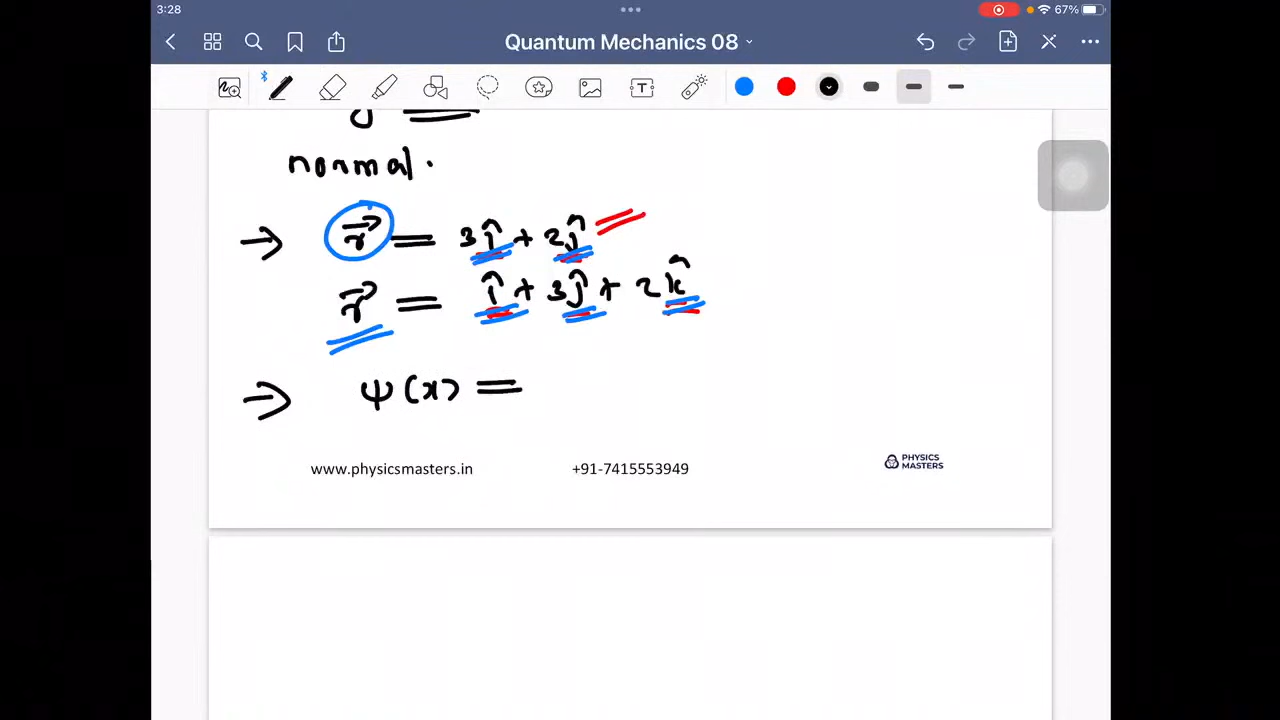 3:28
67%
Quantum Mechanics 08
T
normal.
→ r⃗ = 3î + 2ĵ
r⃗ = î + 3ĵ + 2k̂
→ ψ(x) =
www.physicsmasters.in
+91-7415553949
PHYSICS
MASTERS